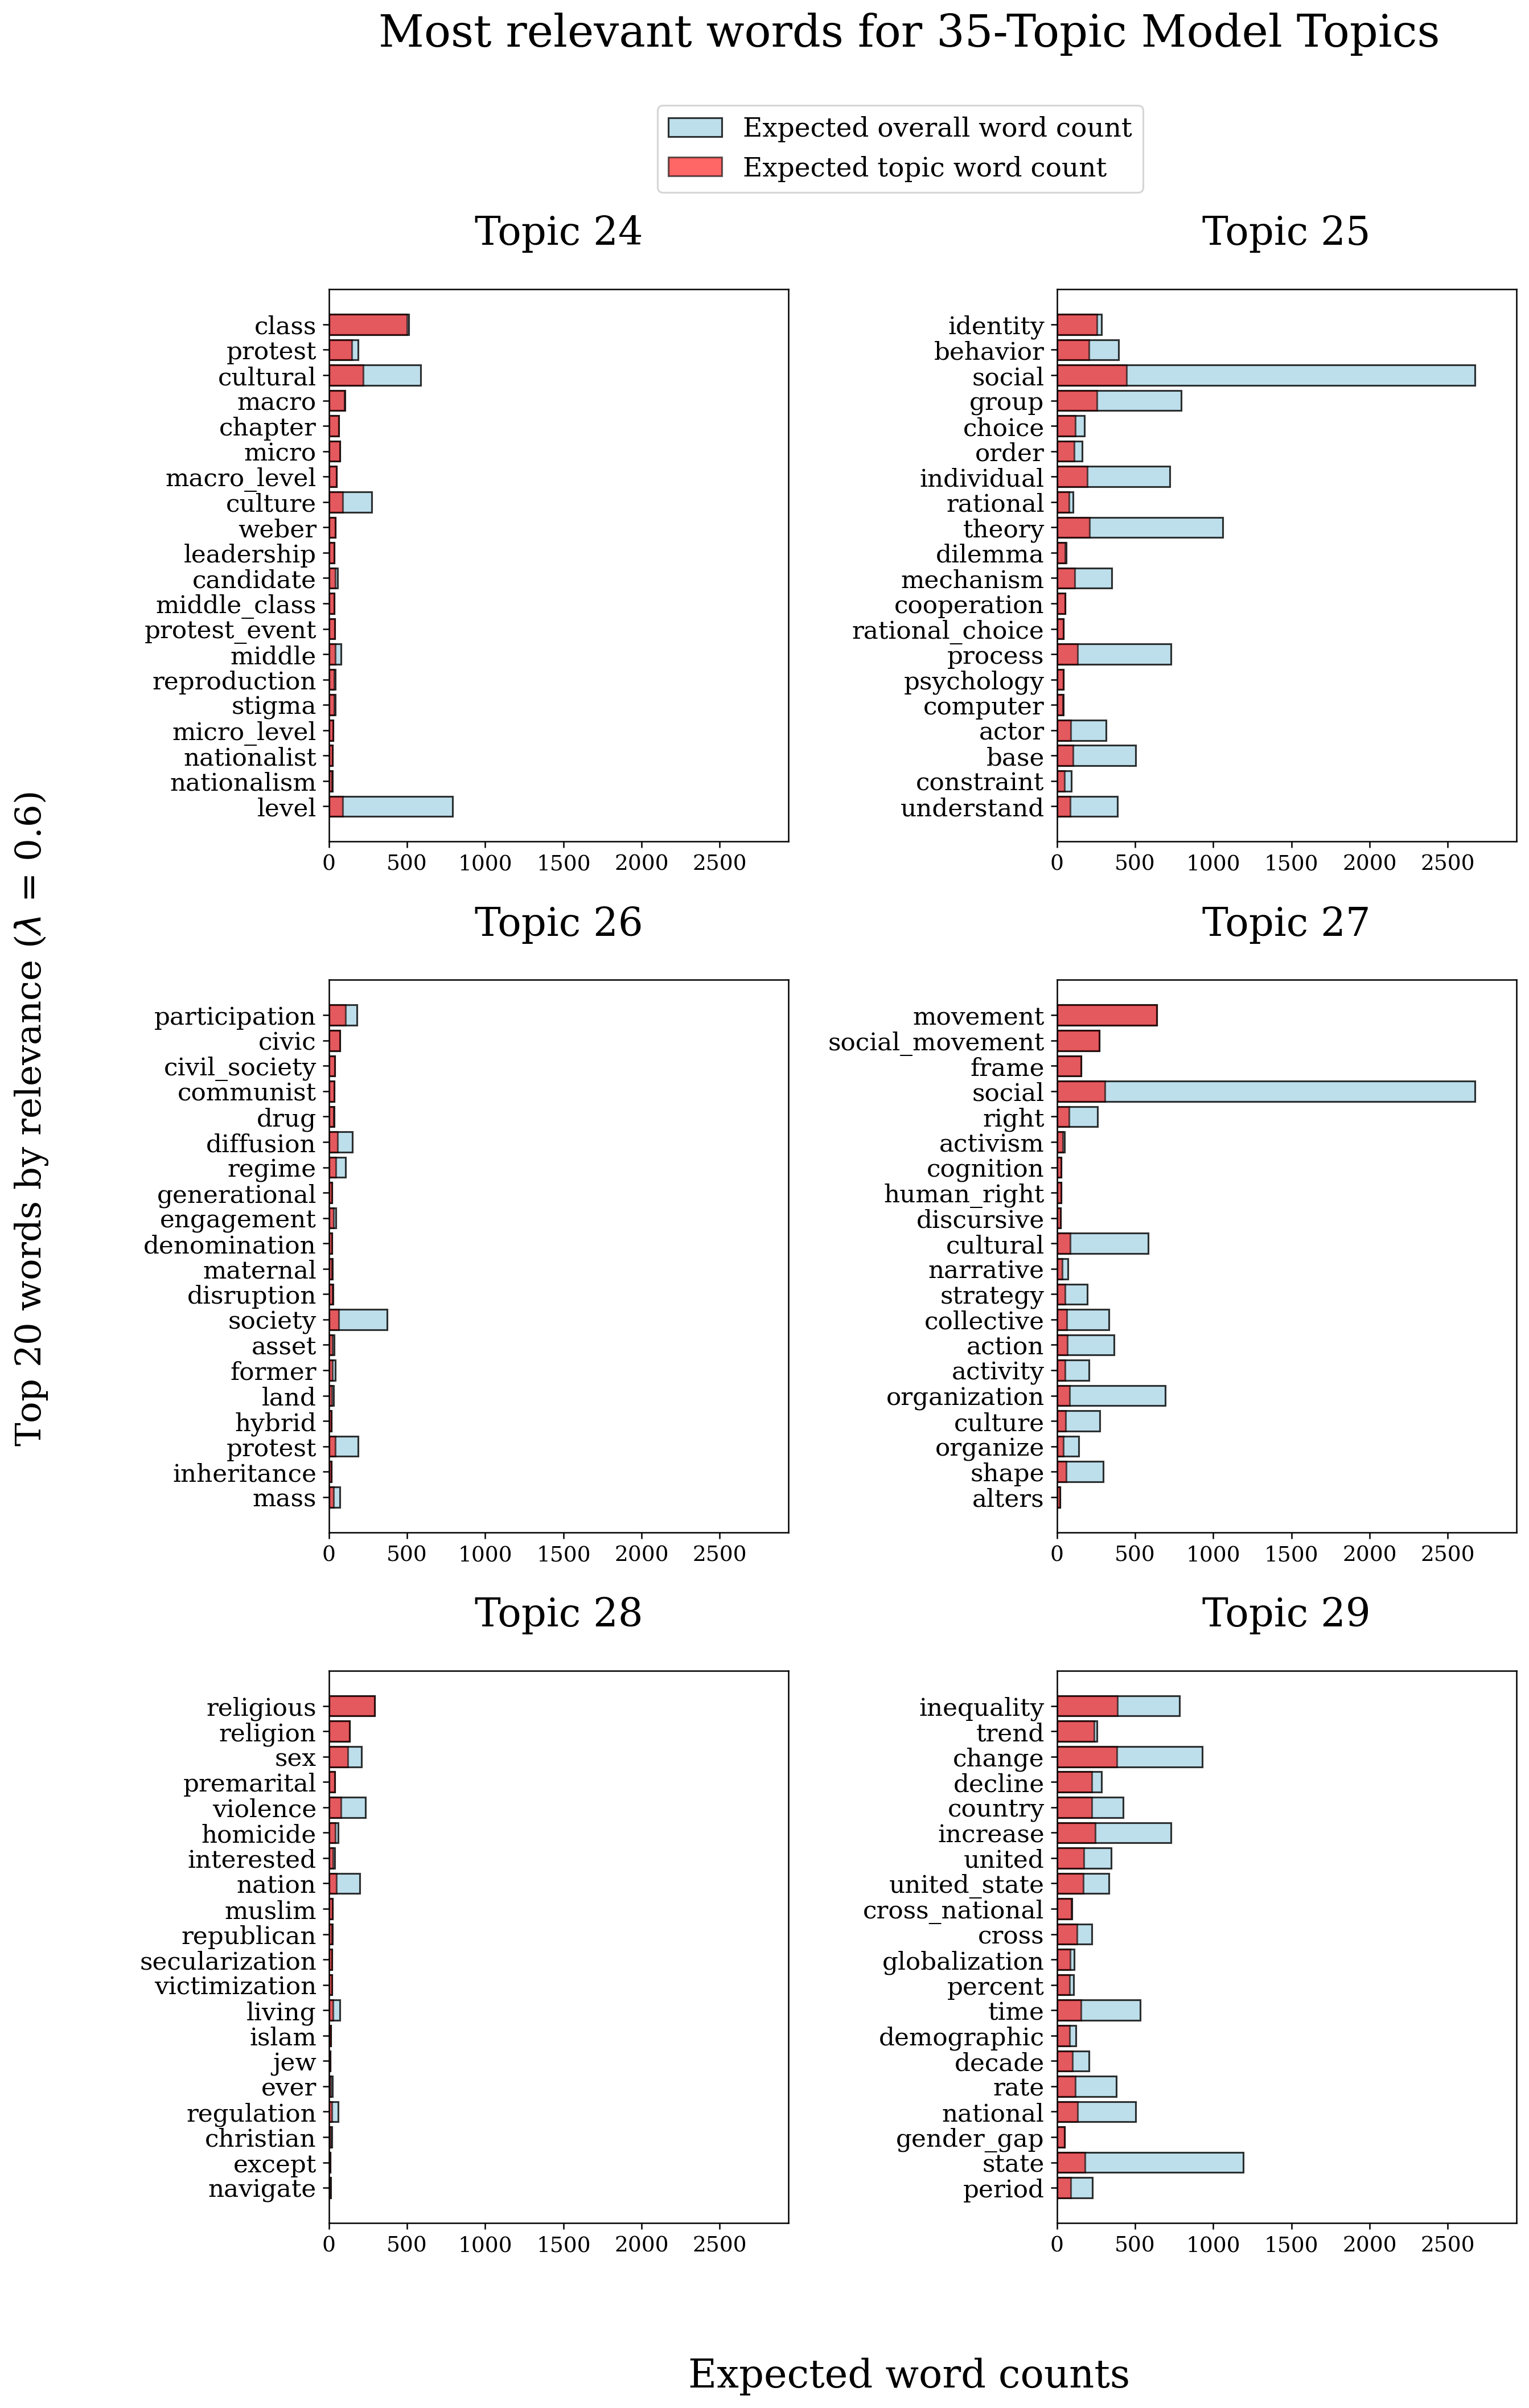 Most relevant words for 35-Topic Model Topics
Expected overall word count
Expected topic word count
Top 20 words by relevance (λ = 0.6)
Topic 24
class
protest
cultural
macro
chapter
micro
macro_level
culture
weber
leadership
candidate
middle_class
protest_event
middle
reproduction
stigma
micro_level
nationalist
nationalism
level
0 500 1000 1500 2000 2500
Topic 25
identity
behavior
social
group
choice
order
individual
rational
theory
dilemma
mechanism
cooperation
rational_choice
process
psychology
computer
actor
base
constraint
understand
0 500 1000 1500 2000 2500
Topic 26
participation
civic
civil_society
communist
drug
diffusion
regime
generational
engagement
denomination
maternal
disruption
society
asset
former
land
hybrid
protest
inheritance
mass
0 500 1000 1500 2000 2500
Topic 27
movement
social_movement
frame
social
right
activism
cognition
human_right
discursive
cultural
narrative
strategy
collective
action
activity
organization
culture
organize
shape
alters
0 500 1000 1500 2000 2500
Topic 28
religious
religion
sex
premarital
violence
homicide
interested
nation
muslim
republican
secularization
victimization
living
islam
jew
ever
regulation
christian
except
navigate
0 500 1000 1500 2000 2500
Topic 29
inequality
trend
change
decline
country
increase
united
united_state
cross_national
cross
globalization
percent
time
demographic
decade
rate
national
gender_gap
state
period
0 500 1000 1500 2000 2500
Expected word counts